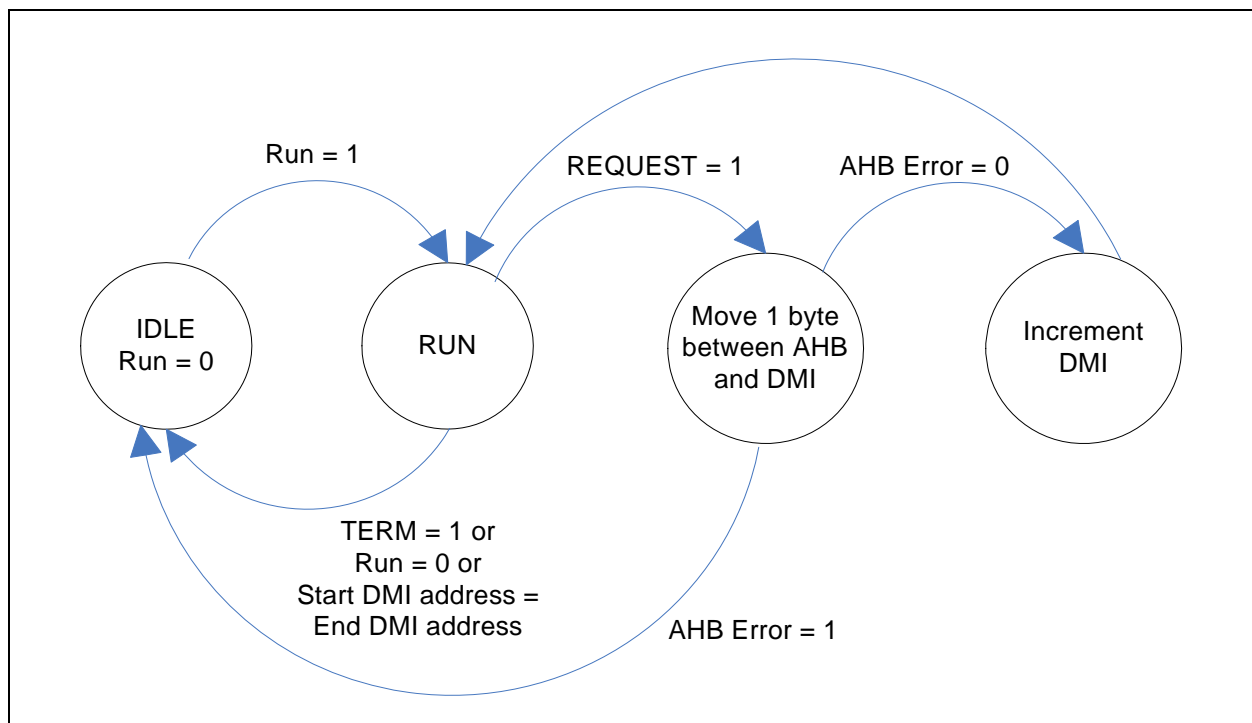 Run = 1
REQUEST = 1
AHB Error = 0
IDLE
Run = 0
RUN
Move 1 byte
between AHB
and DMI
Increment
DMI
TERM = 1 or
Run = 0 or
Start DMI address =
End DMI address
AHB Error = 1